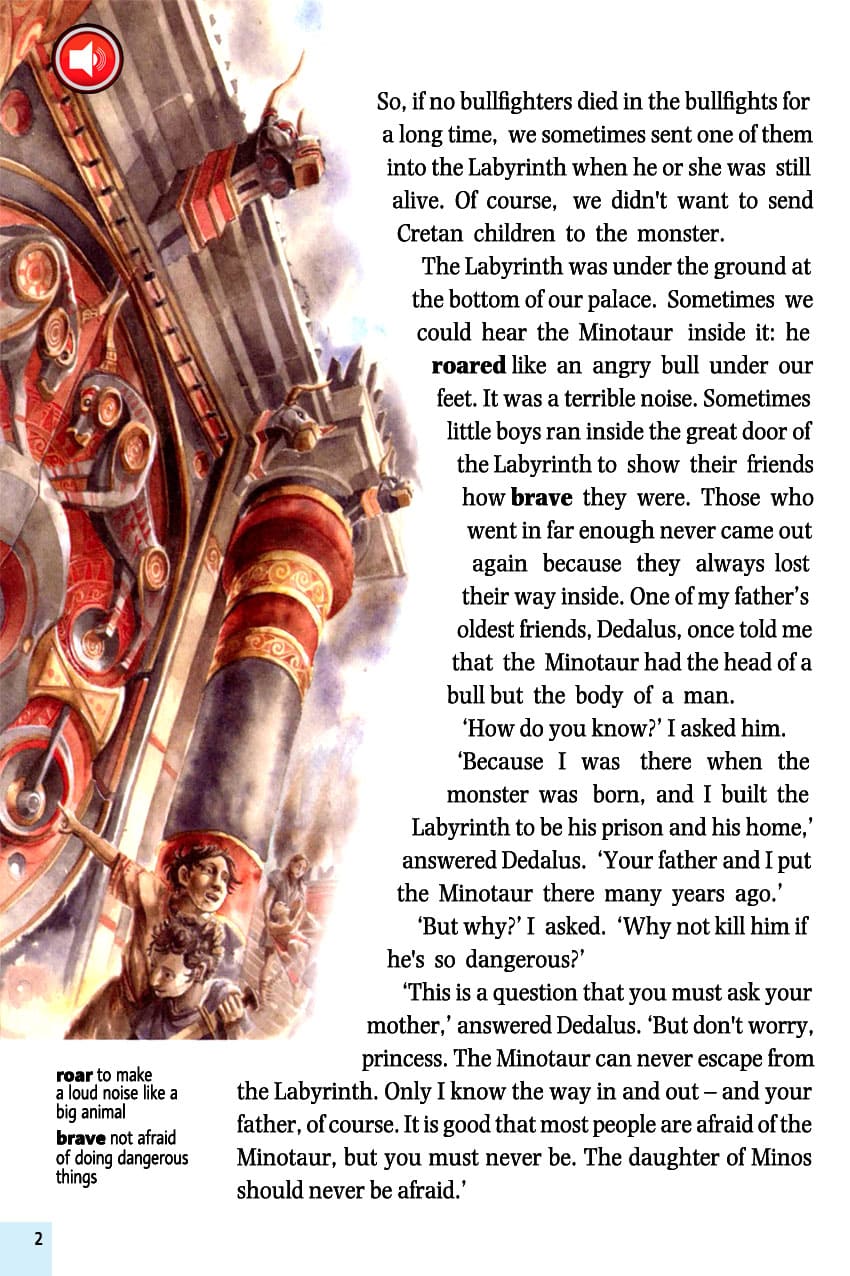 So, if no bullfighters died in the bullfights for
a long time, we sometimes sent one of them
into the Labyrinth when he or she was still
alive. Of course, we didn't want to send
Cretan children to the monster.
The Labyrinth was under the ground at
the bottom of our palace. Sometimes we
could hear the Minotaur inside it: he
roared like an angry bull under our
feet. It was a terrible noise. Sometimes
little boys ran inside the great door of
the Labyrinth to show their friends
how brave they were. Those who
went in far enough never came out
again because they always lost
their way inside. One of my father’s
oldest friends, Dedalus, once told me
that the Minotaur had the head of a
bull but the body of a man.
‘How do you know?’ I asked him.
‘Because I was there when the
monster was born, and I built the
Labyrinth to be his prison and his home,’
answered Dedalus. ‘Your father and I put
the Minotaur there many years ago.’
‘But why?’ I asked. ‘Why not kill him if
he's so dangerous?’
‘This is a question that you must ask your
mother,’ answered Dedalus. ‘But don't worry,
princess. The Minotaur can never escape from
the Labyrinth. Only I know the way in and out – and your
father, of course. It is good that most people are afraid of the
Minotaur, but you must never be. The daughter of Minos
should never be afraid.’
roar to make
a loud noise like a
big animal
brave not afraid
of doing dangerous
things
2